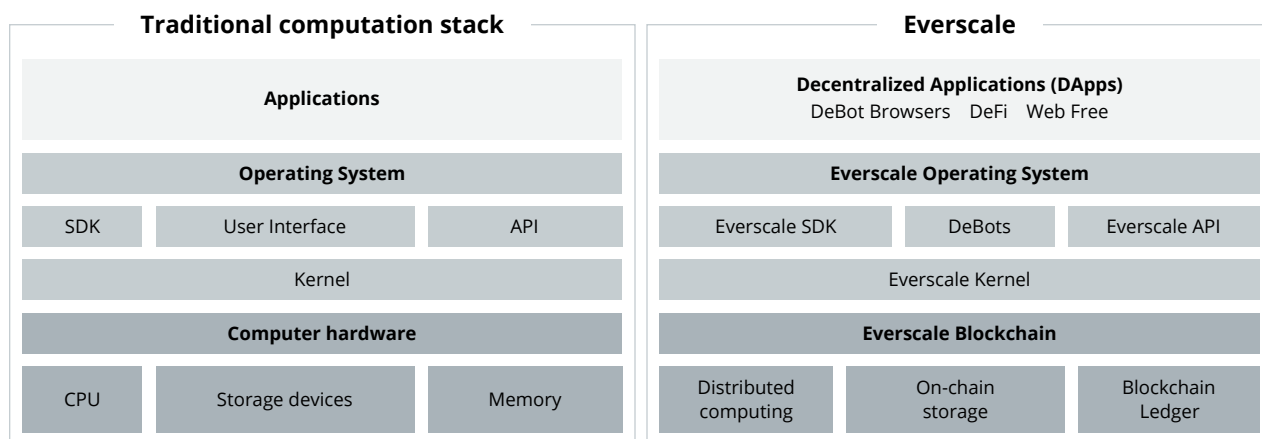 Traditional computation stack
Applications
Operating System
SDK
User Interface
API
Kernel
Computer hardware
CPU
Storage devices
Memory
Everscale
Decentralized Applications (DApps)
DeBot Browsers DeFi Web Free
Everscale Operating System
Everscale SDK
DeBots
Everscale API
Everscale Kernel
Everscale Blockchain
Distributed
computing
On-chain
storage
Blockchain
Ledger